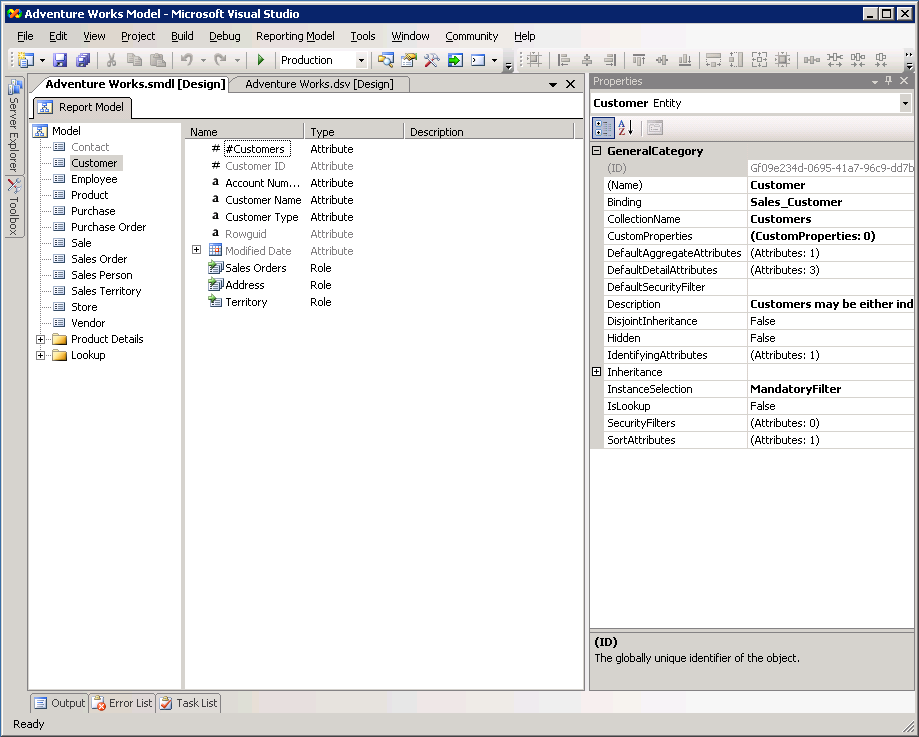 Adventure Works Model - Microsoft Visual Studio
File Edit View Project Build Debug Reporting Model Tools Window Community Help
Production
Server Explorer
Toolbox
Adventure Works.smdl [Design] Adventure Works.dsv [Design]
Report Model
Model
Contact
Customer
Employee
Product
Purchase
Purchase Order
Sale
Sales Order
Sales Person
Sales Territory
Store
Vendor
Product Details
Lookup
Name Type Description
# #Customers Attribute
# Customer ID Attribute
a Account Num... Attribute
a Customer Name Attribute
a Customer Type Attribute
a Rowguid Attribute
Modified Date Attribute
Sales Orders Role
Address Role
Territory Role
Properties
Customer Entity
GeneralCategory
(ID) Gf09e234d-0695-41a7-96c9-dd7b
(Name) Customer
Binding Sales_Customer
CollectionName Customers
CustomProperties (CustomProperties: 0)
DefaultAggregateAttributes (Attributes: 1)
DefaultDetailAttributes (Attributes: 3)
DefaultSecurityFilter
Description Customers may be either ind
DisjointInheritance False
Hidden False
IdentifyingAttributes (Attributes: 1)
Inheritance
InstanceSelection MandatoryFilter
IsLookup False
SecurityFilters (Attributes: 0)
SortAttributes (Attributes: 1)
(ID)
The globally unique identifier of the object.
Output Error List Task List
Ready